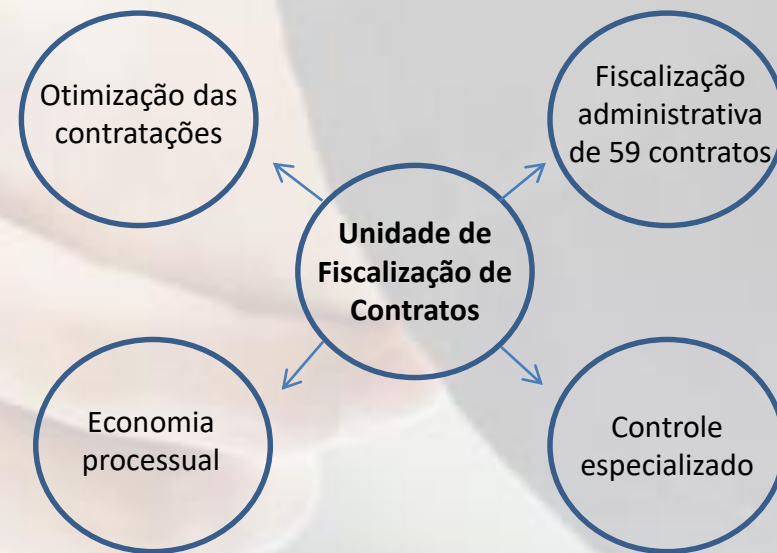 Otimização das
contratações
Fiscalização
administrativa
de 59 contratos
Unidade de
Fiscalização de
Contratos
Economia
processual
Controle
especializado